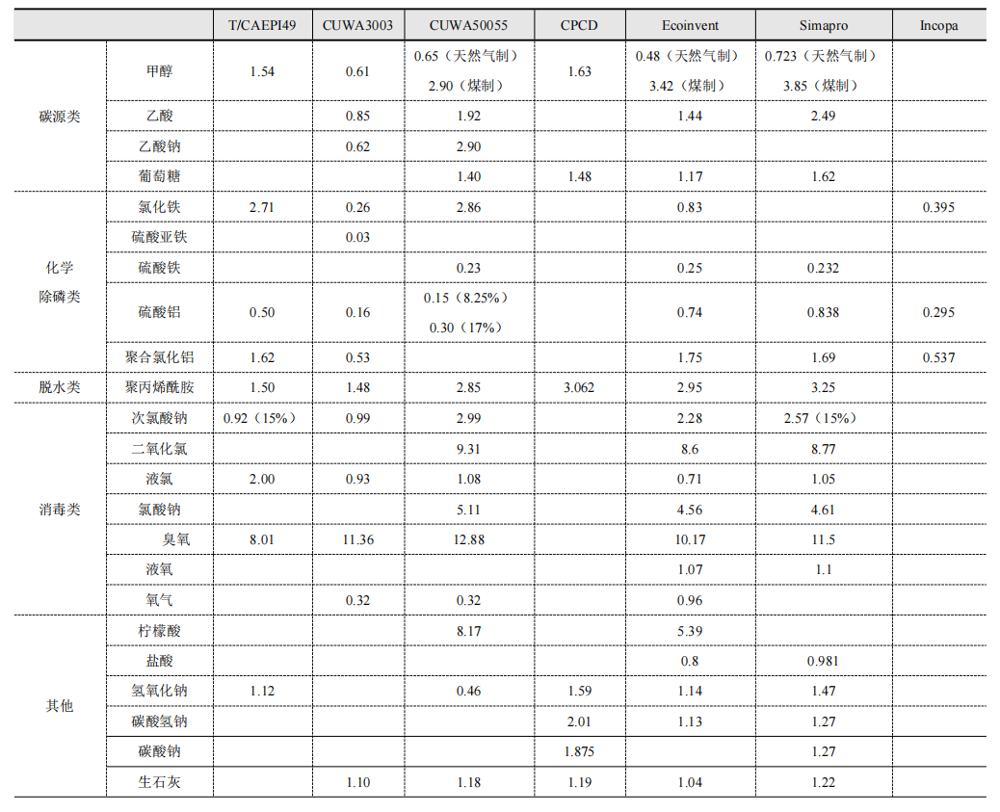 T/CAEPI49 CUWA3003 CUWA50055 CPCD Ecoinvent Simapro Incopa
碳源类
甲醇 1.54 0.61 0.65（天然气制） 1.63 0.48（天然气制） 0.723（天然气制）
2.90（煤制） 3.42（煤制） 3.85（煤制）
乙酸 0.85 1.92 1.44 2.49
乙酸钠 0.62 2.90
葡萄糖 1.40 1.48 1.17 1.62
化学
除磷类
氯化铁 2.71 0.26 2.86 0.83 0.395
硫酸亚铁 0.03
硫酸铁 0.23 0.25 0.232
硫酸铝 0.50 0.16 0.15（8.25%） 0.74 0.838 0.295
0.30（17%）
聚合氯化铝 1.62 0.53 1.75 1.69 0.537
脱水类 聚丙烯酰胺 1.50 1.48 2.85 3.062 2.95 3.25
消毒类
次氯酸钠 0.92（15%） 0.99 2.99 2.28 2.57（15%）
二氧化氯 9.31 8.6 8.77
液氯 2.00 0.93 1.08 0.71 1.05
氯酸钠 5.11 4.56 4.61
臭氧 8.01 11.36 12.88 10.17 11.5
液氧 1.07 1.1
氧气 0.32 0.32 0.96
其他
柠檬酸 8.17 5.39
盐酸 0.8 0.981
氢氧化钠 1.12 0.46 1.59 1.14 1.47
碳酸氢钠 2.01 1.13 1.27
碳酸钠 1.875 1.27
生石灰 1.10 1.18 1.19 1.04 1.22